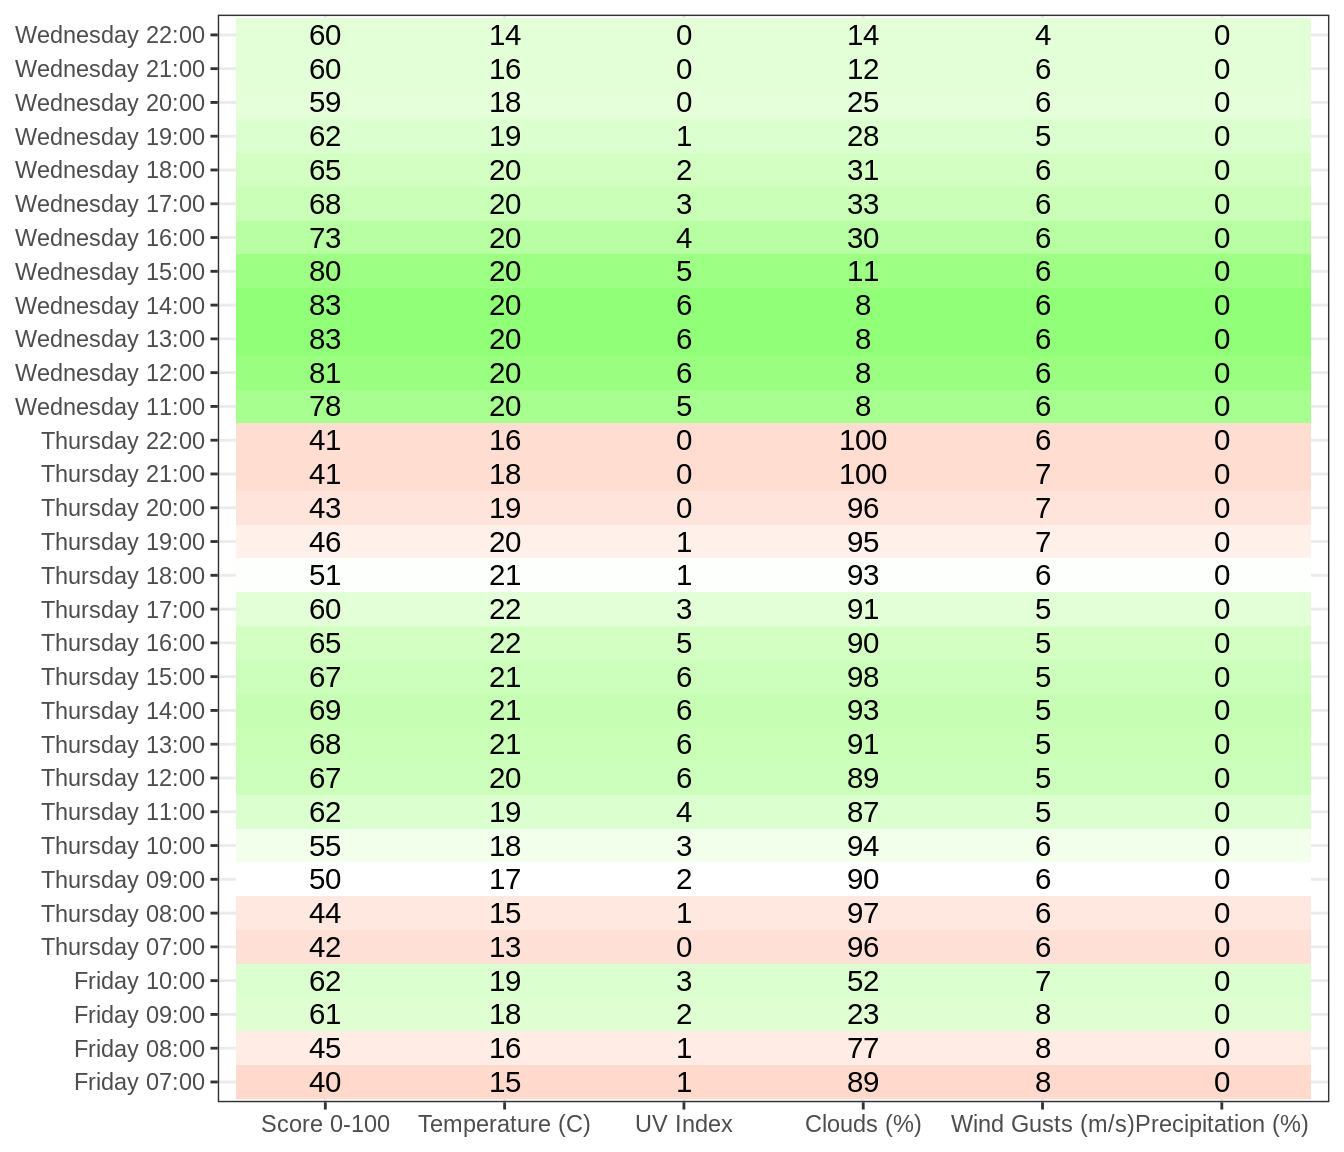 Wednesday 22:00 60 14 0 14 4 0
Wednesday 21:00 60 16 0 12 6 0
Wednesday 20:00 59 18 0 25 6 0
Wednesday 19:00 62 19 1 28 5 0
Wednesday 18:00 65 20 2 31 6 0
Wednesday 17:00 68 20 3 33 6 0
Wednesday 16:00 73 20 4 30 6 0
Wednesday 15:00 80 20 5 11 6 0
Wednesday 14:00 83 20 6 8 6 0
Wednesday 13:00 83 20 6 8 6 0
Wednesday 12:00 81 20 6 8 6 0
Wednesday 11:00 78 20 5 8 6 0
Thursday 22:00 41 16 0 100 6 0
Thursday 21:00 41 18 0 100 7 0
Thursday 20:00 43 19 0 96 7 0
Thursday 19:00 46 20 1 95 7 0
Thursday 18:00 51 21 1 93 6 0
Thursday 17:00 60 22 3 91 5 0
Thursday 16:00 65 22 5 90 5 0
Thursday 15:00 67 21 6 98 5 0
Thursday 14:00 69 21 6 93 5 0
Thursday 13:00 68 21 6 91 5 0
Thursday 12:00 67 20 6 89 5 0
Thursday 11:00 62 19 4 87 5 0
Thursday 10:00 55 18 3 94 6 0
Thursday 09:00 50 17 2 90 6 0
Thursday 08:00 44 15 1 97 6 0
Thursday 07:00 42 13 0 96 6 0
Friday 10:00 62 19 3 52 7 0
Friday 09:00 61 18 2 23 8 0
Friday 08:00 45 16 1 77 8 0
Friday 07:00 40 15 1 89 8 0
Score 0-100 Temperature (C) UV Index Clouds (%) Wind Gusts (m/s) Precipitation (%)